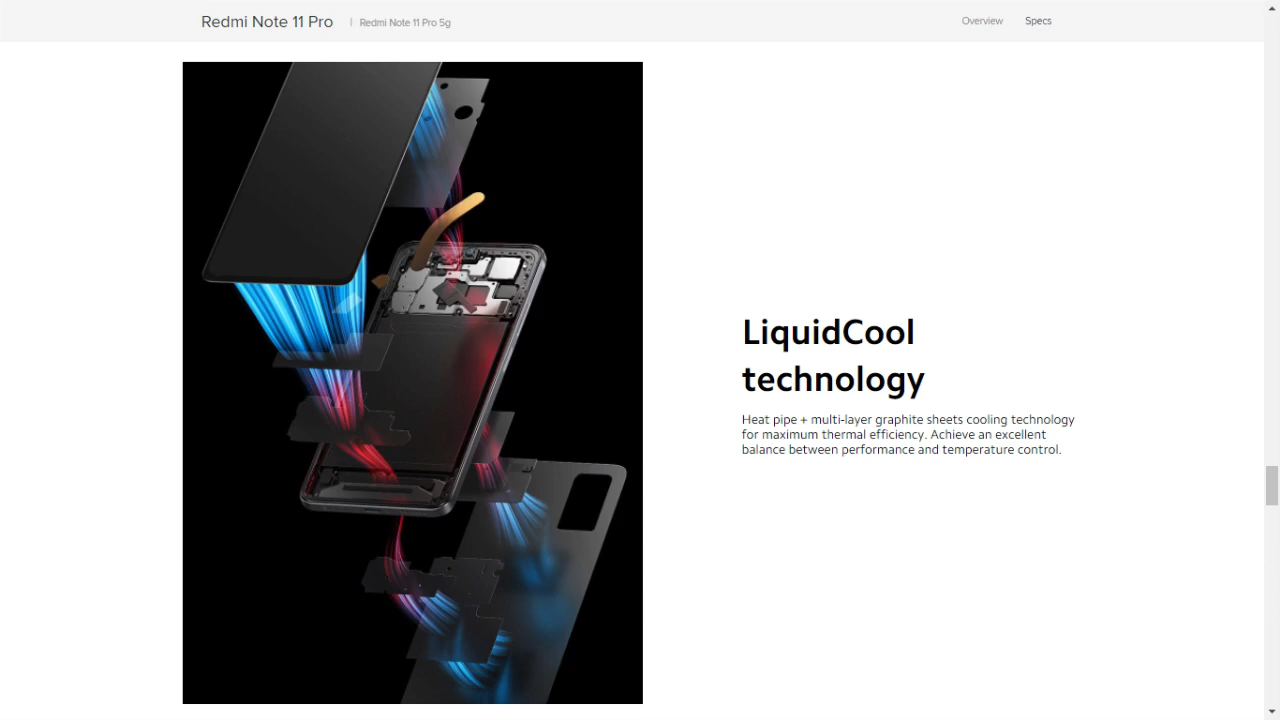 Redmi Note 11 Pro | Redmi Note 11 Pro 5g Overview Specs
LiquidCool
technology
Heat pipe + multi-layer graphite sheets cooling technology
for maximum thermal efficiency. Achieve an excellent
balance between performance and temperature control.